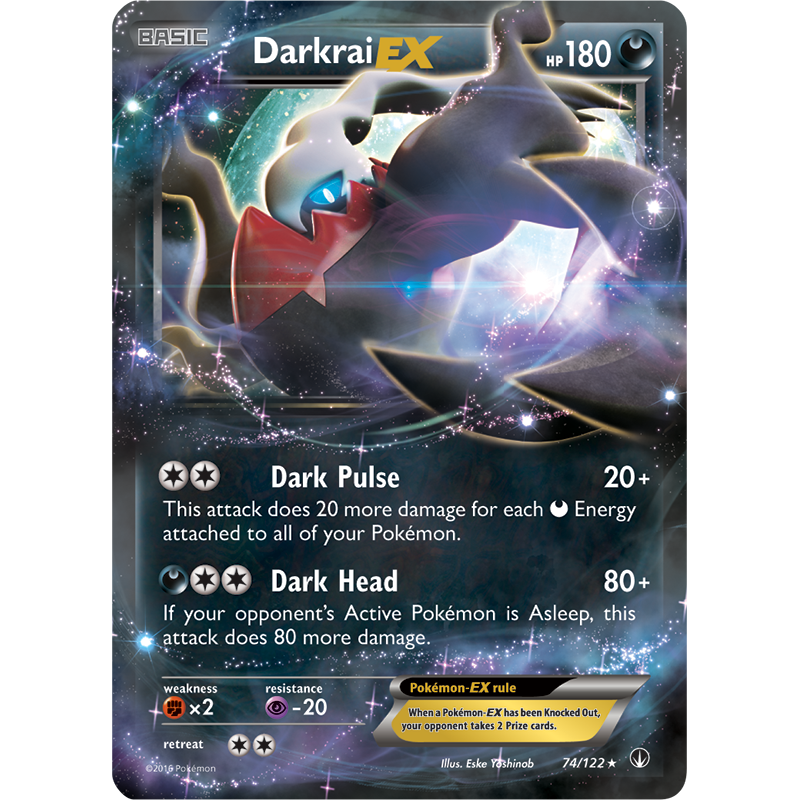 BASIC
Darkrai EX
HP 180
Dark Pulse 20+
This attack does 20 more damage for each Energy
attached to all of your Pokémon.
Dark Head 80+
If your opponent's Active Pokémon is Asleep, this
attack does 80 more damage.
weakness
×2
resistance
-20
retreat
Pokémon-EX rule
When a Pokémon-EX has been Knocked Out,
your opponent takes 2 Prize cards.
©2016 Pokémon
Illus. Eske Yoshinob
74/122 ★